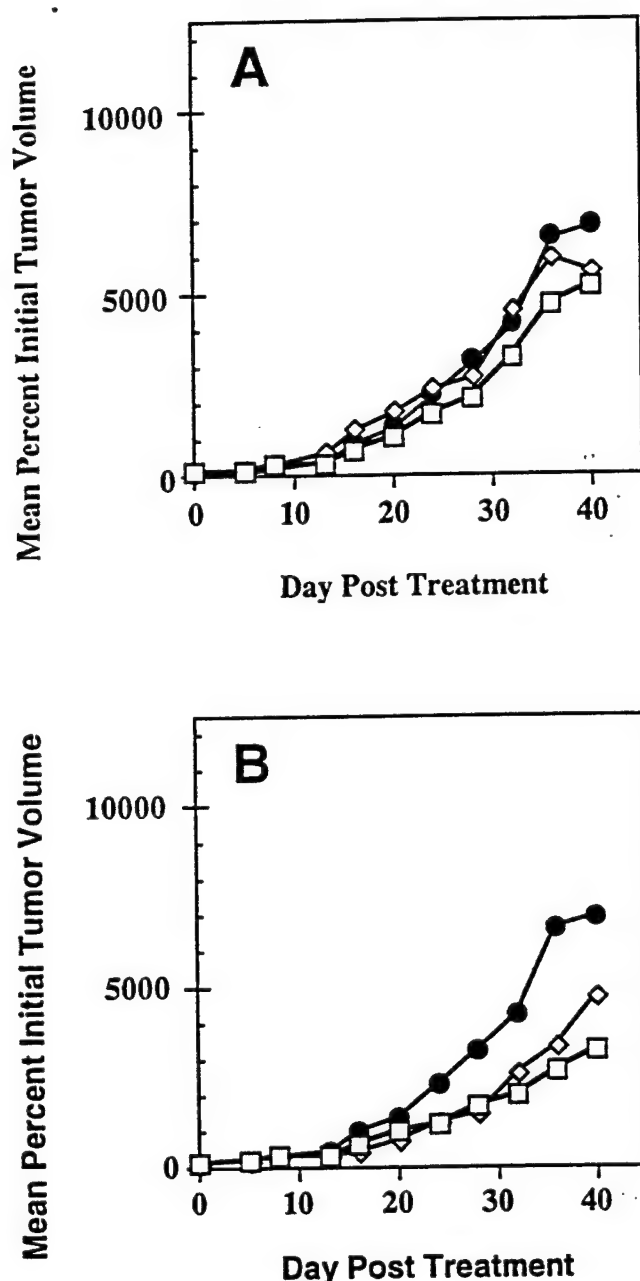 A
Mean Percent Initial Tumor Volume
10000
5000
0
0 10 20 30 40
Day Post Treatment
B
Mean Percent Initial Tumor Volume
10000
5000
0
0 10 20 30 40
Day Post Treatment